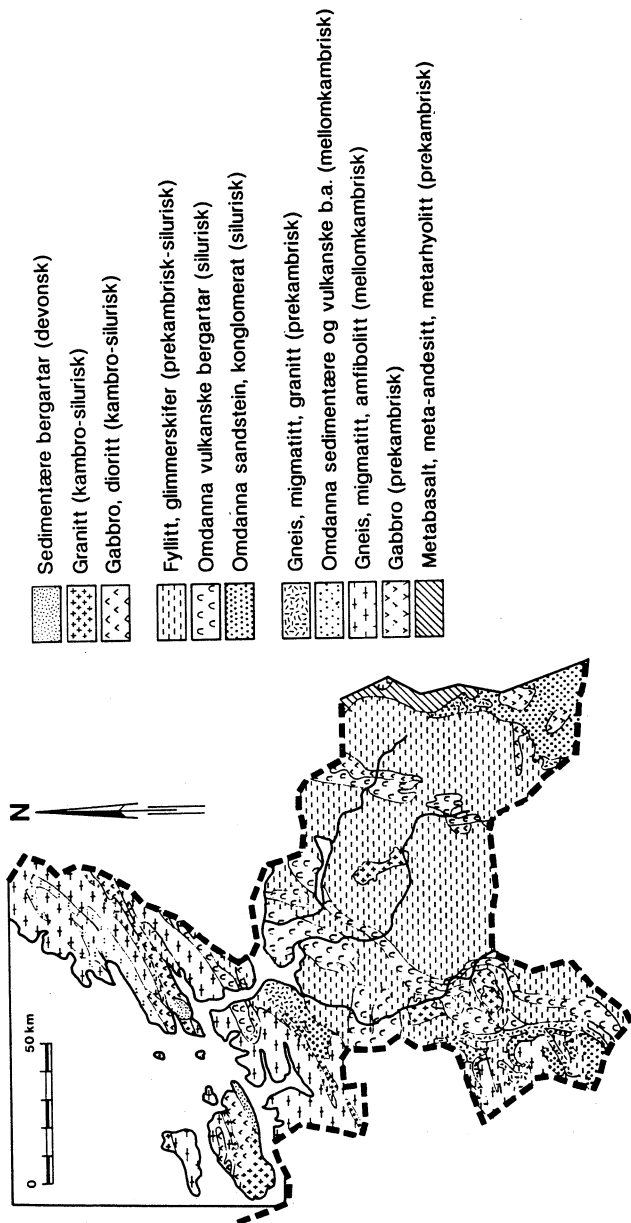 N
0 50 km
Sedimentære bergartar (devonsk)
Granitt (kambro-silurisk)
Gabbro, dioritt (kambro-silurisk)
Fyllitt, glimmerskifer (prekambrisk-silurisk)
Omdanna vulkanske bergartar (silurisk)
Omdanna sandstein, konglomerat (silurisk)
Gneis, migmatitt, granitt (prekambrisk)
Omdanna sedimentære og vulkanske b.a. (mellomkambrisk)
Gneis, migmatitt, amfibolitt (mellomkambrisk)
Gabbro (prekambrisk)
Metabasalt, meta-andesitt, metarhyolitt (prekambrisk)